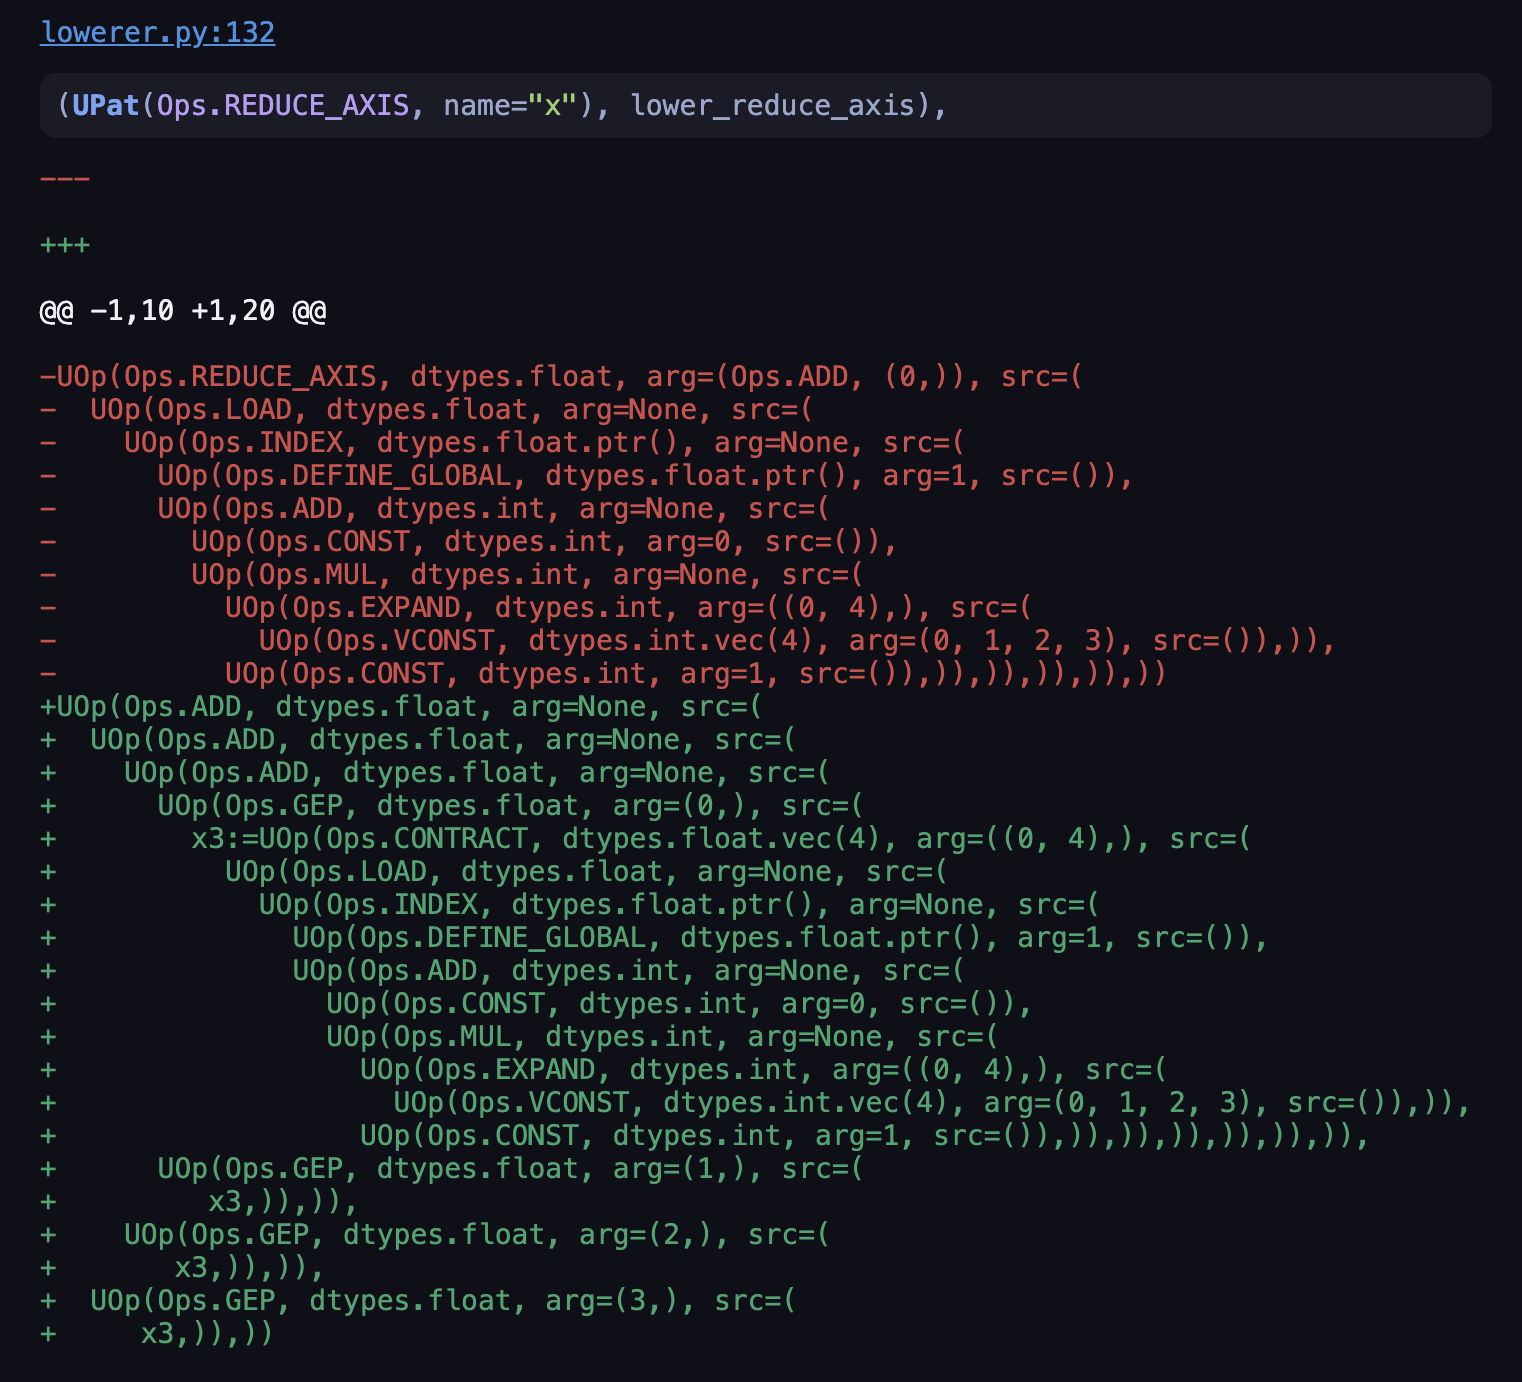 lowerer.py:132
(UPat(Ops.REDUCE_AXIS, name="x"), lower_reduce_axis),
---
+++
@@ -1,10 +1,20 @@
-UOp(Ops.REDUCE_AXIS, dtypes.float, arg=(Ops.ADD, (0,)), src=(
-  UOp(Ops.LOAD, dtypes.float, arg=None, src=(
-    UOp(Ops.INDEX, dtypes.float.ptr(), arg=None, src=(
-      UOp(Ops.DEFINE_GLOBAL, dtypes.float.ptr(), arg=1, src=()),
-      UOp(Ops.ADD, dtypes.int, arg=None, src=(
-        UOp(Ops.CONST, dtypes.int, arg=0, src=()),
-        UOp(Ops.MUL, dtypes.int, arg=None, src=(
-          UOp(Ops.EXPAND, dtypes.int, arg=((0, 4),), src=(
-            UOp(Ops.VCONST, dtypes.int.vec(4), arg=(0, 1, 2, 3), src=()),)),
-          UOp(Ops.CONST, dtypes.int, arg=1, src=()),)),)),)),)),))
+UOp(Ops.ADD, dtypes.float, arg=None, src=(
+  UOp(Ops.ADD, dtypes.float, arg=None, src=(
+    UOp(Ops.ADD, dtypes.float, arg=None, src=(
+      UOp(Ops.GEP, dtypes.float, arg=(0,), src=(
+        x3:=UOp(Ops.CONTRACT, dtypes.float.vec(4), arg=((0, 4),), src=(
+          UOp(Ops.LOAD, dtypes.float, arg=None, src=(
+            UOp(Ops.INDEX, dtypes.float.ptr(), arg=None, src=(
+              UOp(Ops.DEFINE_GLOBAL, dtypes.float.ptr(), arg=1, src=()),
+              UOp(Ops.ADD, dtypes.int, arg=None, src=(
+                UOp(Ops.CONST, dtypes.int, arg=0, src=()),
+                UOp(Ops.MUL, dtypes.int, arg=None, src=(
+                  UOp(Ops.EXPAND, dtypes.int, arg=((0, 4),), src=(
+                    UOp(Ops.VCONST, dtypes.int.vec(4), arg=(0, 1, 2, 3), src=()),)),
+                  UOp(Ops.CONST, dtypes.int, arg=1, src=()),)),)),)),)),)),)),
+      UOp(Ops.GEP, dtypes.float, arg=(1,), src=(
+         x3,)),)),
+    UOp(Ops.GEP, dtypes.float, arg=(2,), src=(
+       x3,)),)),
+  UOp(Ops.GEP, dtypes.float, arg=(3,), src=(
+     x3,)),))